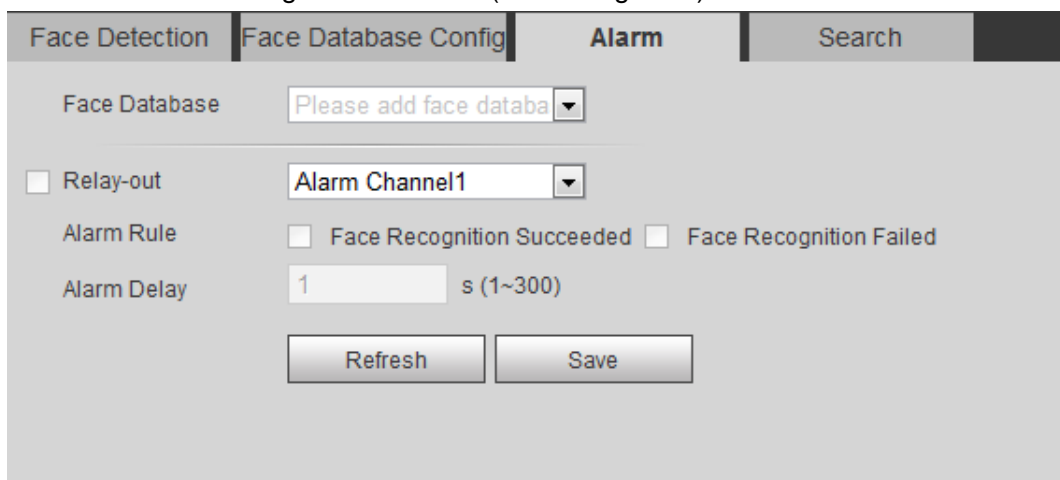 Face Detection Face Database Config Alarm Search
Face Database Please add face databa
Relay-out Alarm Channel1
Alarm Rule Face Recognition Succeeded Face Recognition Failed
Alarm Delay 1 s (1~300)
Refresh Save